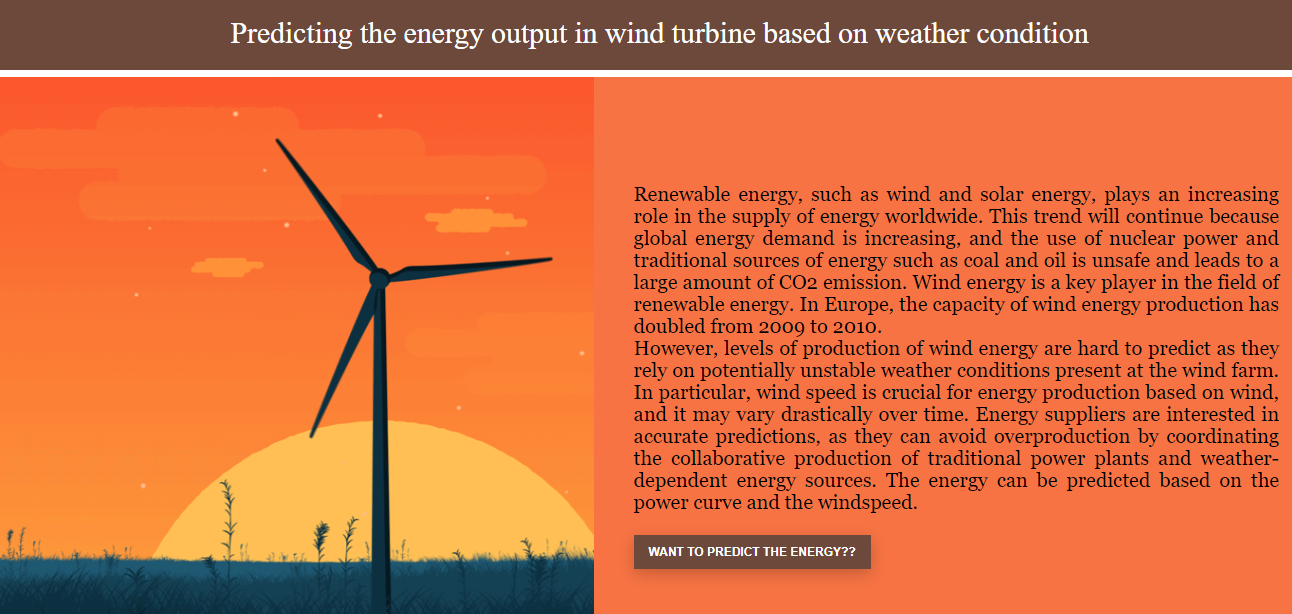 Predicting the energy output in wind turbine based on weather condition
Renewable energy, such as wind and solar energy, plays an increasing
role in the supply of energy worldwide. This trend will continue because
global energy demand is increasing, and the use of nuclear power and
traditional sources of energy such as coal and oil is unsafe and leads to a
large amount of CO2 emission. Wind energy is a key player in the field of
renewable energy. In Europe, the capacity of wind energy production has
doubled from 2009 to 2010.
However, levels of production of wind energy are hard to predict as they
rely on potentially unstable weather conditions present at the wind farm.
In particular, wind speed is crucial for energy production based on wind,
and it may vary drastically over time. Energy suppliers are interested in
accurate predictions, as they can avoid overproduction by coordinating
the collaborative production of traditional power plants and weather-
dependent energy sources. The energy can be predicted based on the
power curve and the windspeed.
WANT TO PREDICT THE ENERGY??